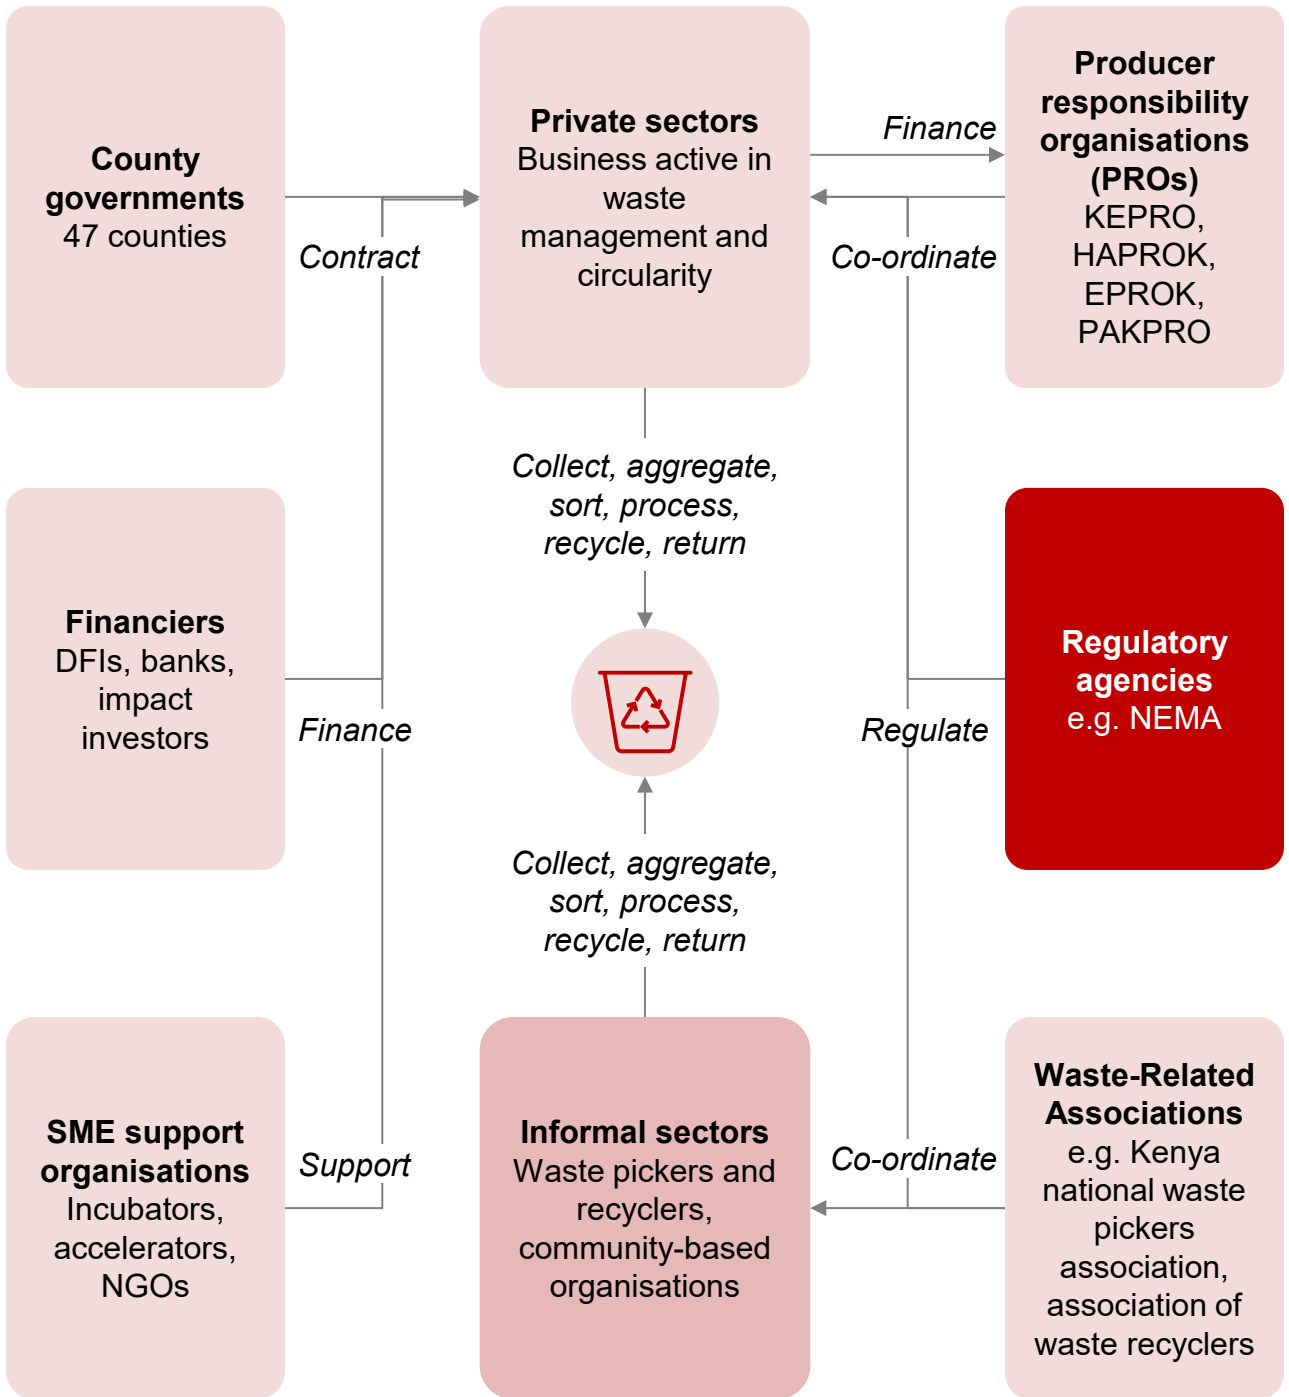 County
governments
47 counties
Contract
Private sectors
Business active in
waste
management and
circularity
Finance
Co-ordinate
Producer
responsibility
organisations
(PROs)
KEPRO,
HAPROK,
EPROK,
PAKPRO
Collect, aggregate,
sort, process,
recycle, return
Financiers
DFIs, banks,
impact
investors
Finance
Regulate
Regulatory
agencies
e.g. NEMA
Collect, aggregate,
sort, process,
recycle, return
SME support
organisations
Incubators,
accelerators,
NGOs
Support
Informal sectors
Waste pickers and
recyclers,
community-based
organisations
Co-ordinate
Waste-Related
Associations
e.g. Kenya
national waste
pickers
association,
association of
waste recyclers